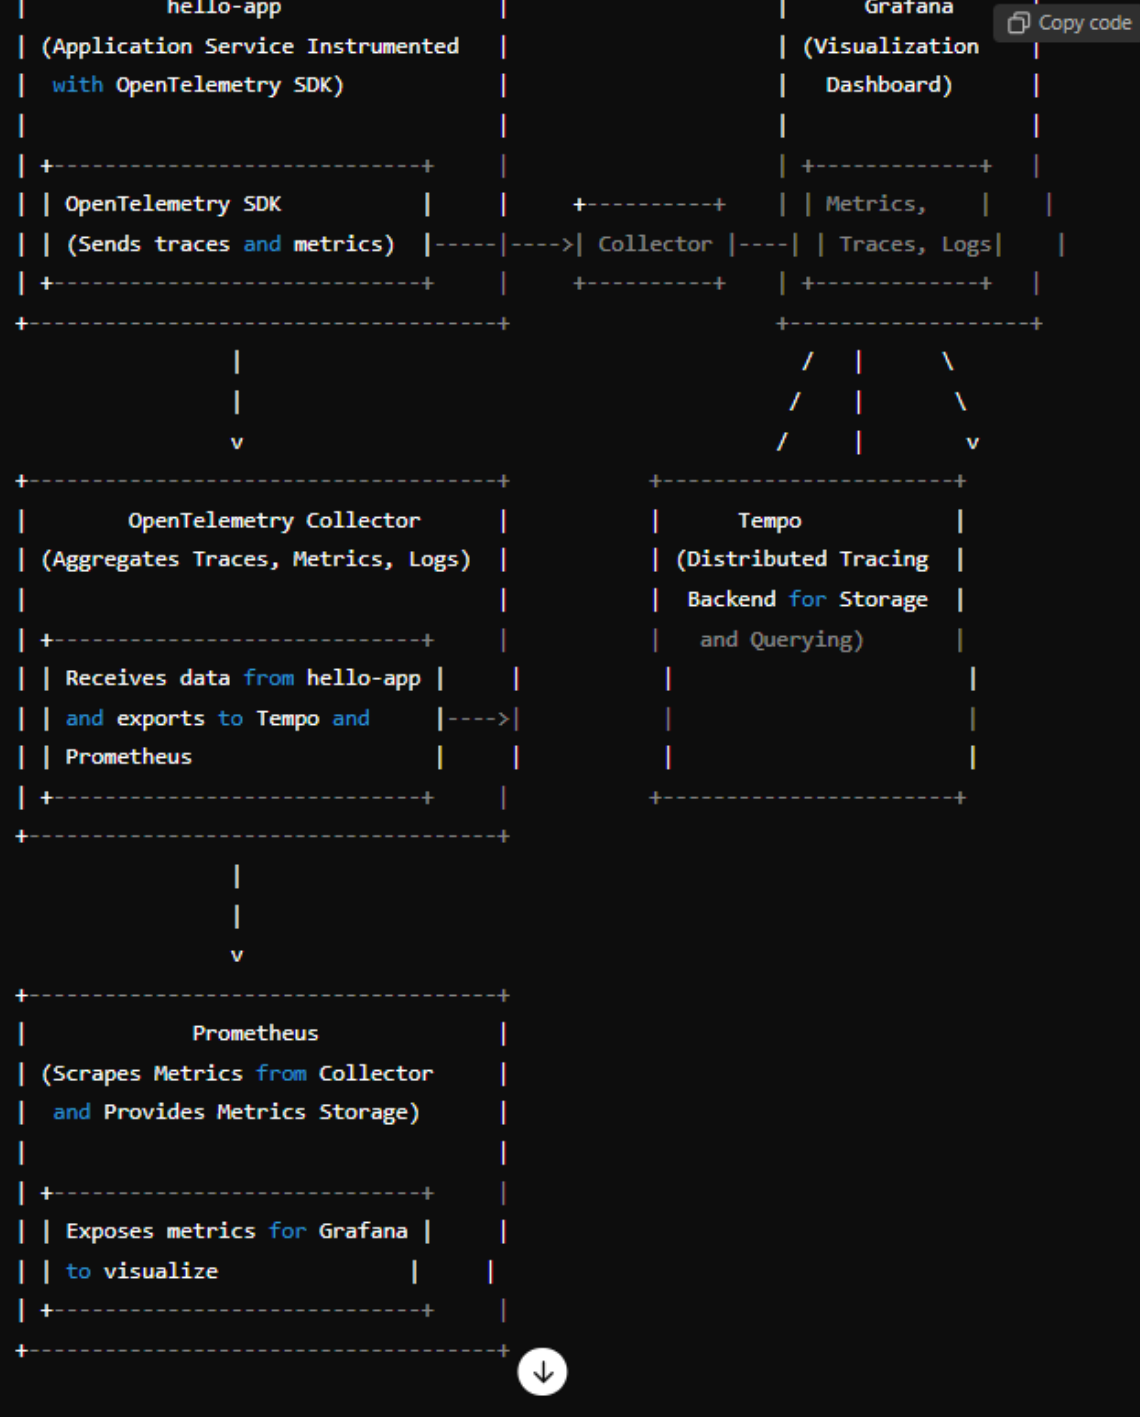 |           hello-app                 |                     |      Grafana      |
Copy code
| (Application Service Instrumented   |                     | (Visualization    |
|  with OpenTelemetry SDK)            |                     |   Dashboard)      |
|                                     |                     |                   |
| +-----------------------------+     |                     | +------------+    |
| | OpenTelemetry SDK           |     |     +----------+    | | Metrics,    |    |
| | (Sends traces and metrics)  |-----|---->| Collector |----| | Traces, Logs|    |
| +-----------------------------+     |     +----------+    | +------------+    |
+-------------------------------------+                     +-------------------+
                 |                                            /   |      \
                 |                                           /    |       \
                 v                                          /     |        v
+-------------------------------------+           +-----------------------+
|        OpenTelemetry Collector      |           |      Tempo            |
| (Aggregates Traces, Metrics, Logs)  |           | (Distributed Tracing  |
|                                     |           |  Backend for Storage  |
| +-----------------------------+     |           |   and Querying)       |
| | Receives data from hello-app |     |           |                       |
| | and exports to Tempo and     |---->|           |                       |
| | Prometheus                   |     |           |                       |
| +-----------------------------+     |           +-----------------------+
+-------------------------------------+
                 |
                 |
                 v
+-------------------------------------+
|             Prometheus              |
| (Scrapes Metrics from Collector     |
|  and Provides Metrics Storage)      |
|                                     |
| +-----------------------------+     |
| | Exposes metrics for Grafana |     |
| | to visualize               |     |
| +-----------------------------+     |
+-------------------------------------+